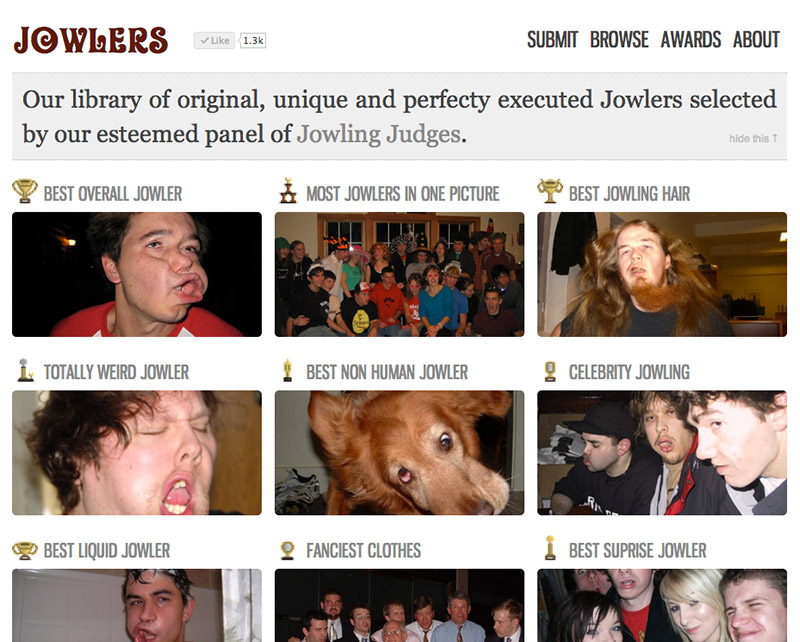 JOWLERS
Like 1.3k
SUBMIT BROWSE AWARDS ABOUT
Our library of original, unique and perfecty executed Jowlers selected
by our esteemed panel of Jowling Judges.
hide this ↑
BEST OVERALL JOWLER
MOST JOWLERS IN ONE PICTURE
BEST JOWLING HAIR
TOTALLY WEIRD JOWLER
BEST NON HUMAN JOWLER
CELEBRITY JOWLING
BEST LIQUID JOWLER
FANCIEST CLOTHES
BEST SUPRISE JOWLER